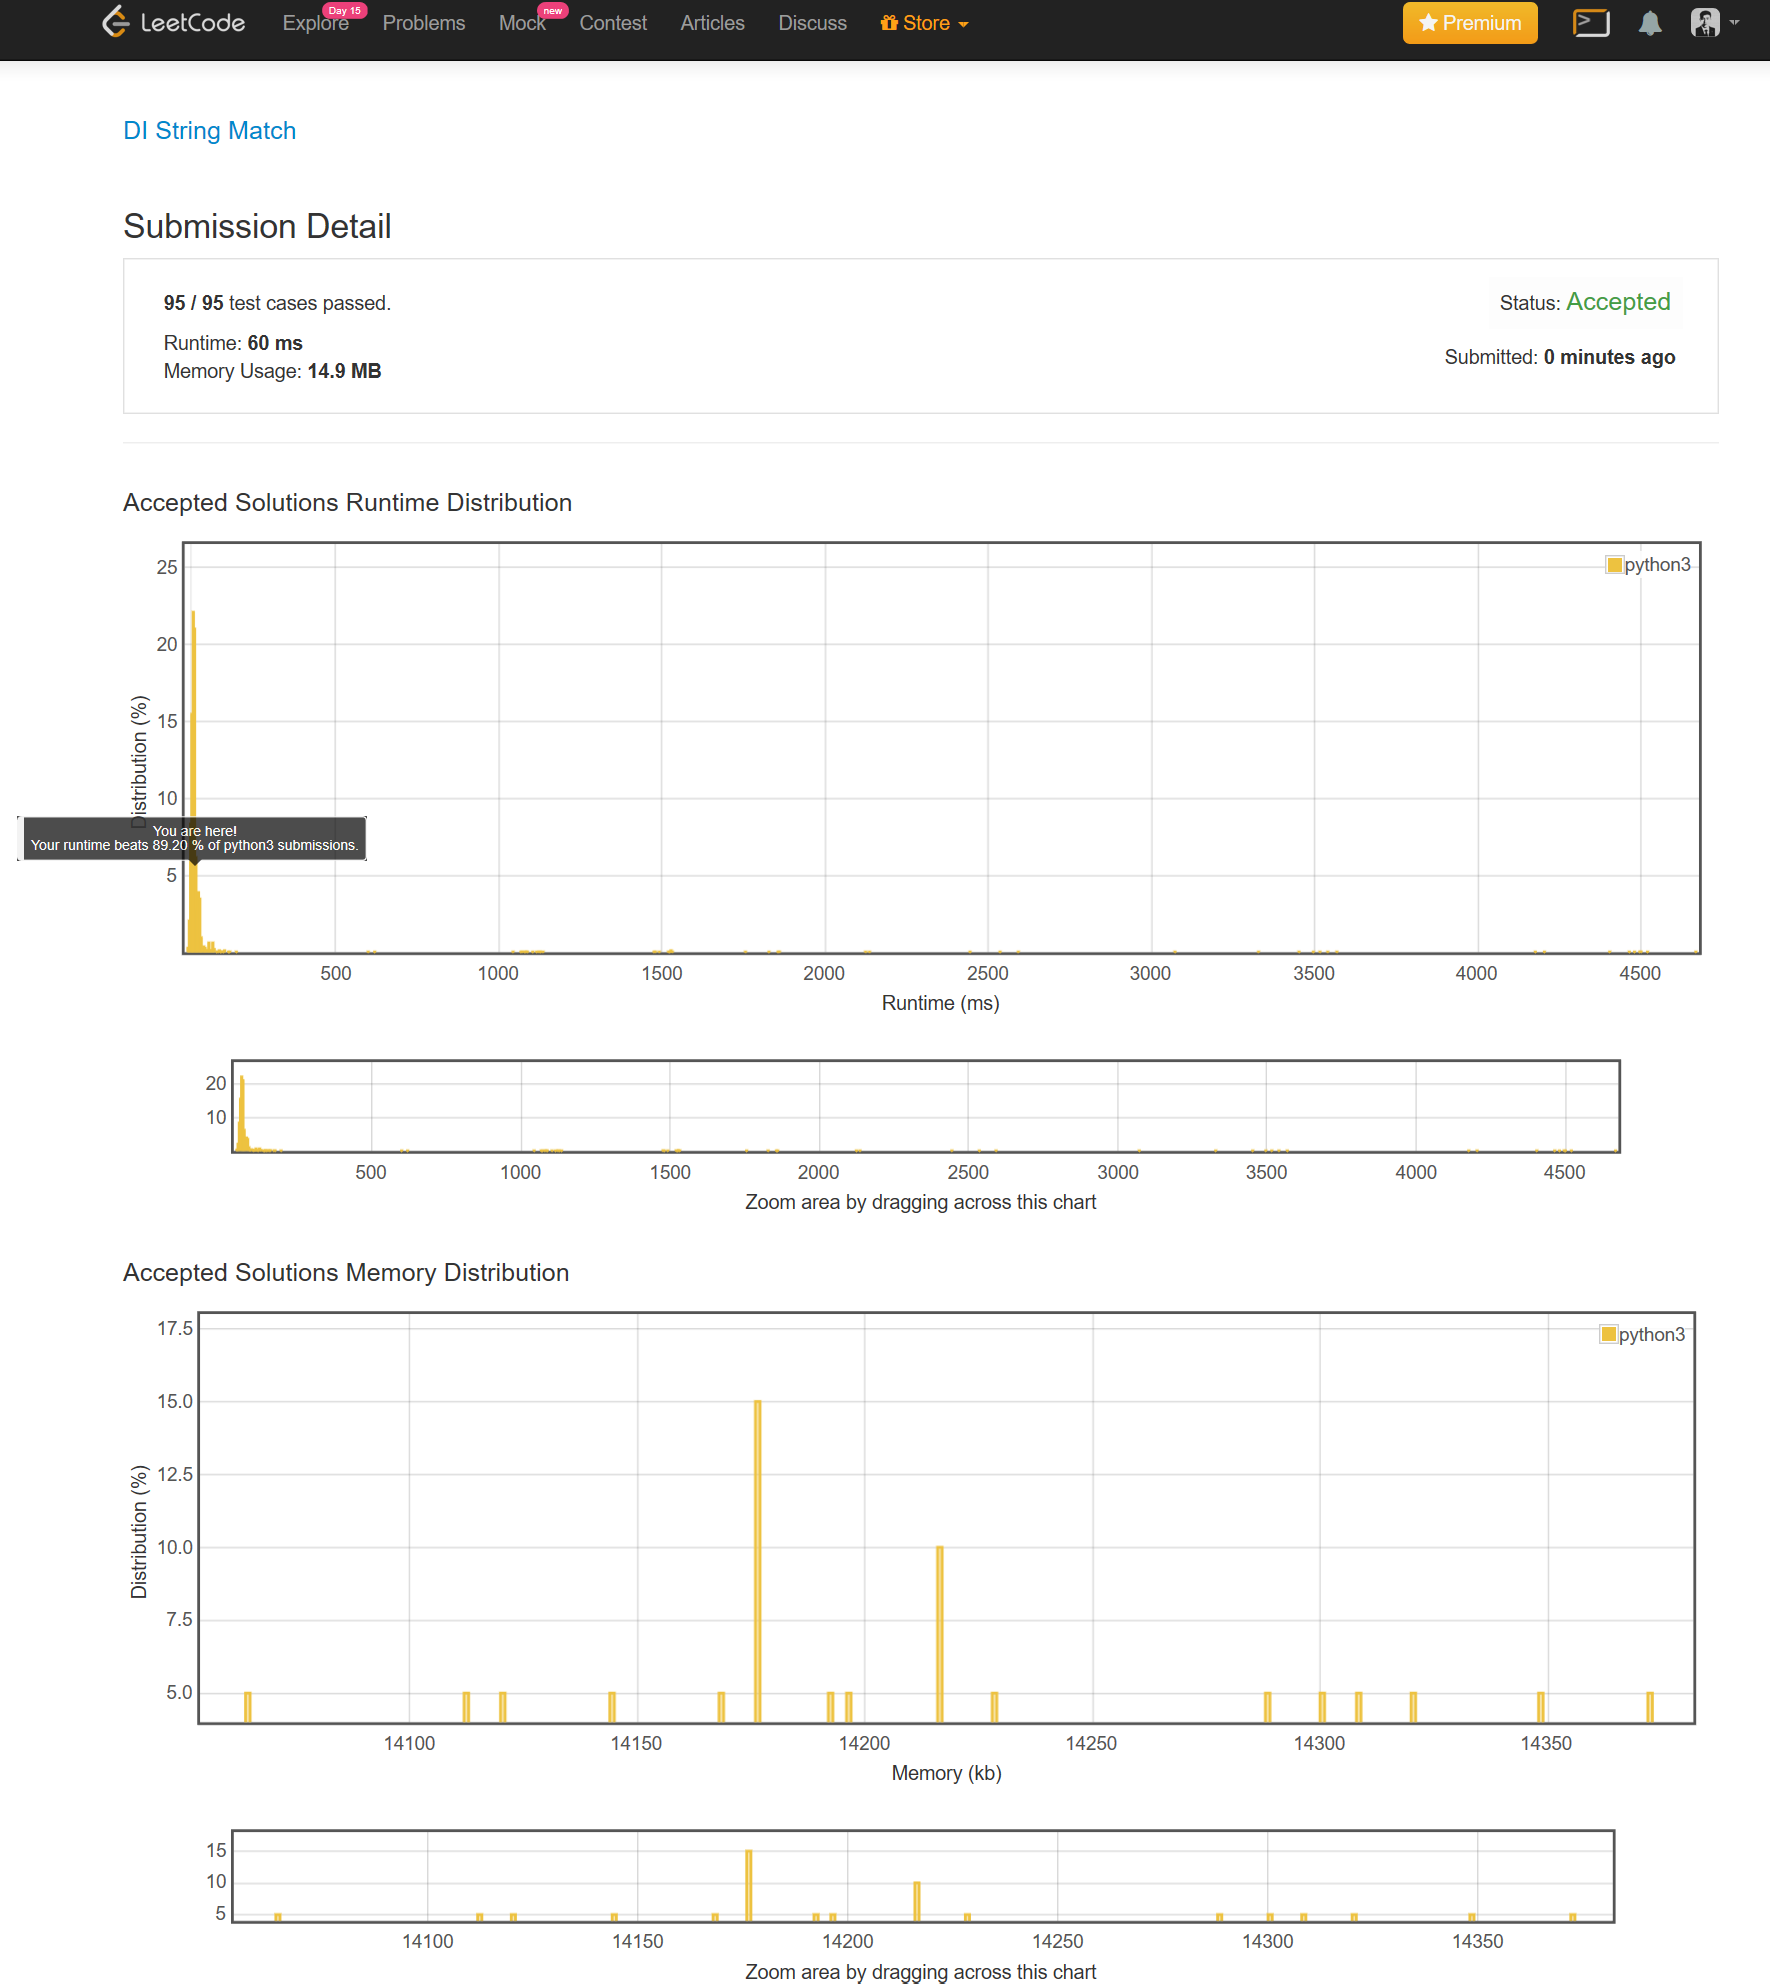 LeetCode
Explore Day 15 Problems Mock new Contest Articles Discuss Store Premium
DI String Match
Submission Detail
95 / 95 test cases passed.
Status: Accepted
Runtime: 60 ms
Submitted: 0 minutes ago
Memory Usage: 14.9 MB
Accepted Solutions Runtime Distribution
python3
25
20
15
10
5
Distribution (%)
You are here!
Your runtime beats 89.20 % of python3 submissions.
500 1000 1500 2000 2500 3000 3500 4000 4500
Runtime (ms)
20
10
500 1000 1500 2000 2500 3000 3500 4000 4500
Zoom area by dragging across this chart
Accepted Solutions Memory Distribution
python3
17.5
15.0
12.5
10.0
7.5
5.0
Distribution (%)
14100 14150 14200 14250 14300 14350
Memory (kb)
15
10
5
14100 14150 14200 14250 14300 14350
Zoom area by dragging across this chart